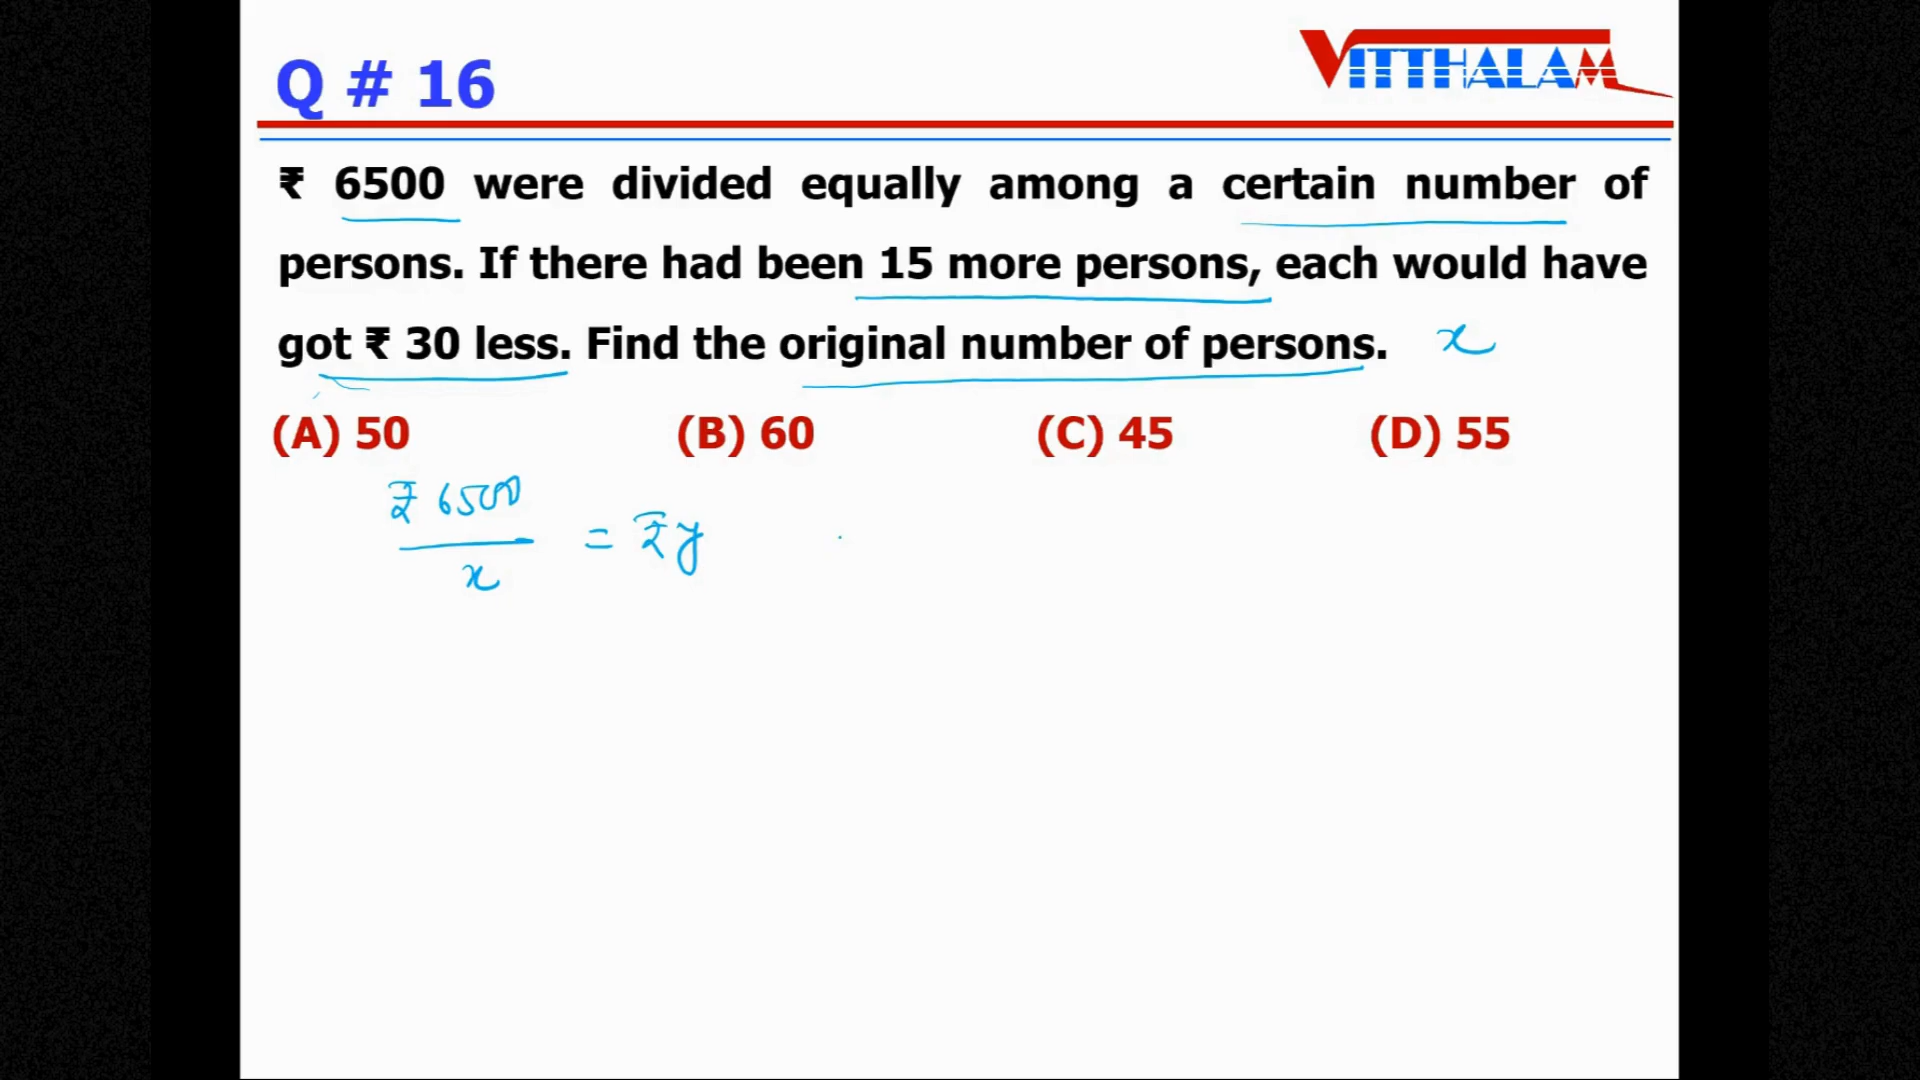 Q # 16
VITTHALAM
₹ 6500 were divided equally among a certain number of
persons. If there had been 15 more persons, each would have
got ₹ 30 less. Find the original number of persons. x
(A) 50 (B) 60 (C) 45 (D) 55
₹ 6500
= ₹ y
x